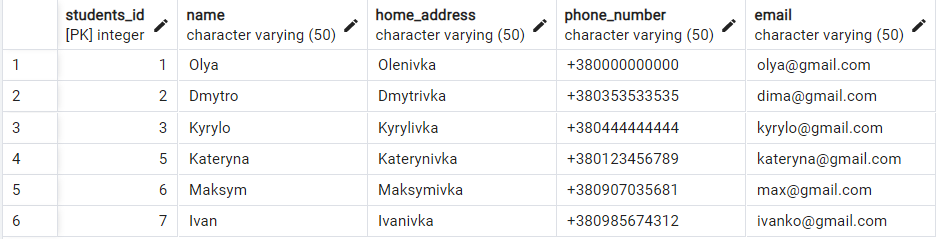 students_id name home_address phone_number email
[PK] integer character varying (50) character varying (50) character varying (50) character varying (50)
1 1 Olya Olenivka +380000000000 olya@gmail.com
2 2 Dmytro Dmytrivka +380353533535 dima@gmail.com
3 3 Kyrylo Kyrylivka +380444444444 kyrylo@gmail.com
4 5 Kateryna Katerynivka +380123456789 kateryna@gmail.com
5 6 Maksym Maksymivka +380907035681 max@gmail.com
6 7 Ivan Ivanivka +380985674312 ivanko@gmail.com